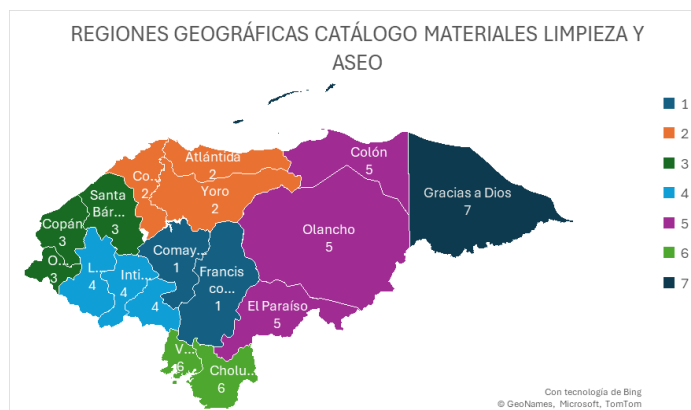 REGIONES GEOGRÁFICAS CATÁLOGO MATERIALES LIMPIEZA Y
ASEO
1
2
3
4
5
6
7
Atlántida
2
Colón
5
Co...
2
Yoro
2
Gracias a Dios
7
Santa
Bár...
3
Copán
3
Olancho
5
O...
3
L...
4
Inti...
4
4
Comay...
1
Francis
co...
1
El Paraíso
5
V...
6
Cholu...
6
Con tecnología de Bing
© GeoNames, Microsoft, TomTom